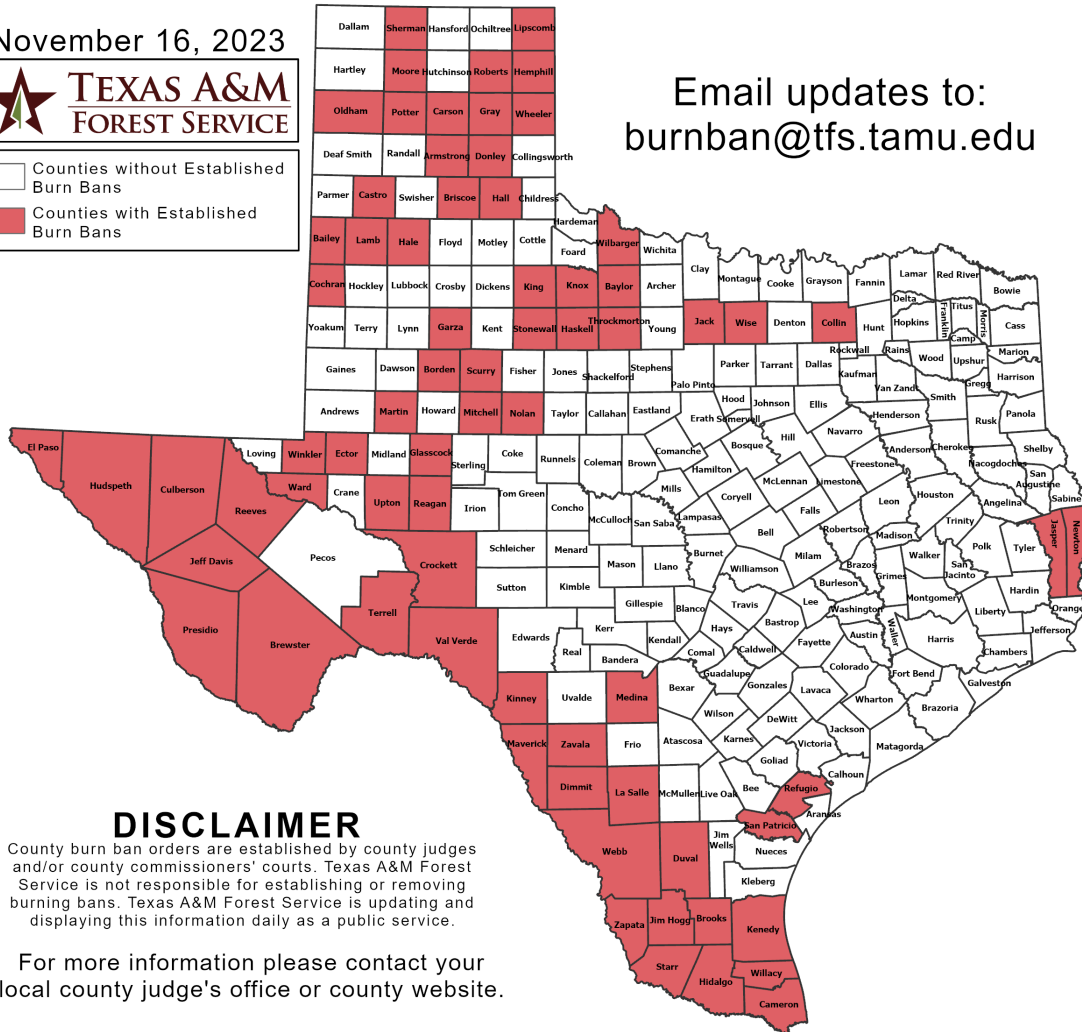 November 16, 2023
TEXAS A&M
FOREST SERVICE
Counties without Established
Burn Bans
Counties with Established
Burn Bans
Email updates to:
burnban@tfs.tamu.edu
Dallam Sherman Hansford Ochiltree Lipscomb
Hartley Moore Hutchinson Roberts Hemphill
Oldham Potter Carson Gray Wheeler
Deaf Smith Randall Armstrong Donley Collingsworth
Parmer Castro Swisher Briscoe Hall Childress
Hardeman
Bailey Lamb Hale Floyd Motley Cottle Foard Wilbarger Wichita
Clay Montague Cooke Grayson Fannin Lamar Red River Bowie
Cochran Hockley Lubbock Crosby Dickens King Knox Baylor Archer
Delta Titus Franklin Morris
Yoakum Terry Lynn Garza Kent Stonewall Haskell Throckmorton Young Jack Wise Denton Collin Hunt Hopkins Camp Cass
Rockwall Rains Wood Upshur Marion
Gaines Dawson Borden Scurry Fisher Jones Shackelford Stephens Palo Pinto Parker Tarrant Dallas Kaufman Van Zandt Gregg Harrison
Andrews Martin Howard Mitchell Nolan Taylor Callahan Eastland Erath Hood Somervell Johnson Ellis Henderson Smith Rusk Panola
El Paso Hudspeth Culberson Reeves Loving Winkler Ector Midland Glasscock Sterling Coke Runnels Coleman Brown Comanche Hamilton Bosque Hill Navarro Freestone Anderson Cherokee Nacogdoches Shelby
San
Augustine
Sabine
Ward Crane Upton Reagan Irion Tom Green Concho McCulloch San Saba Mills Lampasas Coryell McLennan Limestone Falls Leon Houston Angelina Trinity
Jeff Davis Pecos Crockett Schleicher Menard Mason Llano Burnet Bell Williamson Milam Robertson Madison Brazos Grimes Walker
San
Jacinto
Polk Tyler Jasper Newton
Presidio Brewster Terrell Val Verde Sutton Kimble Gillespie Blanco Travis Burleson Lee Washington Montgomery Liberty Hardin Orange
Edwards Real Kerr Bandera Kendall Comal Hays Caldwell Bastrop Fayette Austin Waller Harris Chambers Jefferson
Kinney Uvalde Medina Bexar Guadalupe Gonzales Lavaca Colorado Wharton Fort Bend Brazoria Galveston
Maverick Zavala Frio Atascosa Wilson Karnes DeWitt Victoria Jackson Matagorda
Dimmit La Salle McMullen Live Oak Bee Goliad Refugio Calhoun Aransas
Webb Duval
Jim
Wells
San Patricio Nueces Kleberg
Zapata Jim Hogg Brooks Kenedy
Starr Hidalgo Willacy Cameron
DISCLAIMER
County burn ban orders are established by county judges
and/or county commissioners' courts. Texas A&M Forest
Service is not responsible for establishing or removing
burning bans. Texas A&M Forest Service is updating and
displaying this information daily as a public service.
For more information please contact your
local county judge's office or county website.